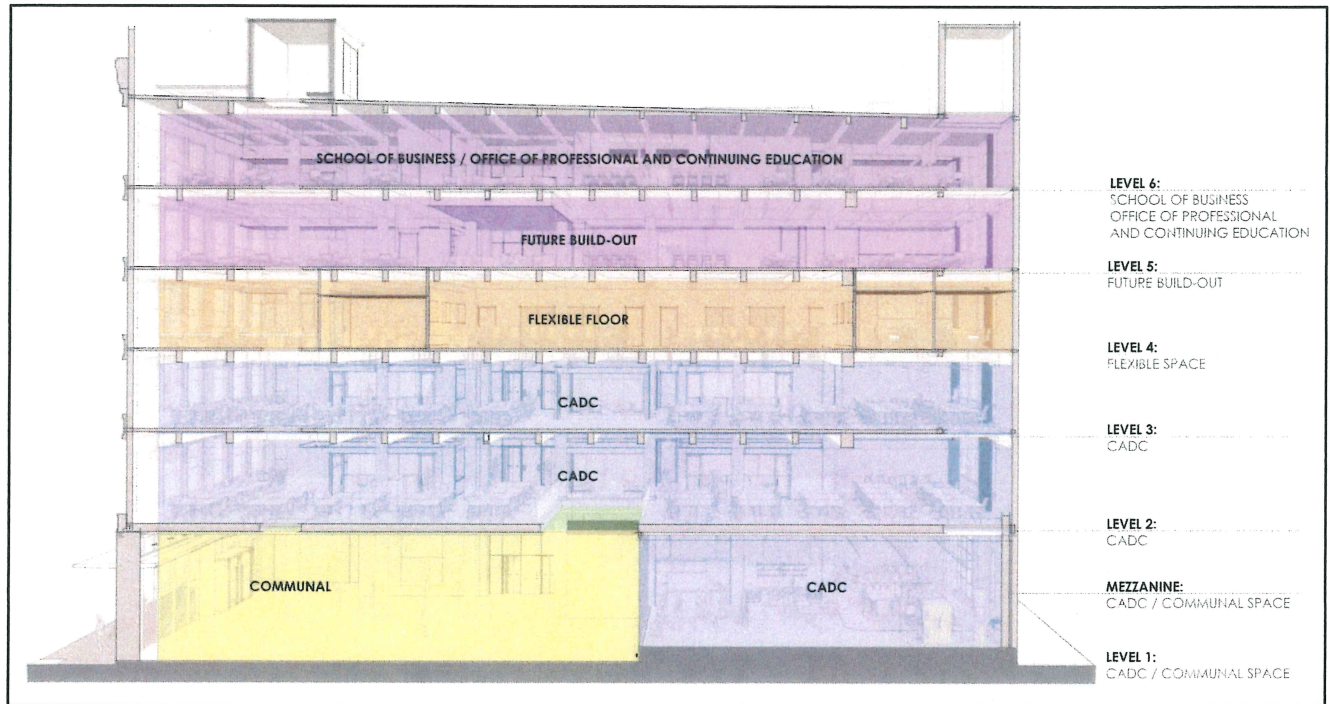 SCHOOL OF BUSINESS / OFFICE OF PROFESSIONAL AND CONTINUING EDUCATION
FUTURE BUILD-OUT
FLEXIBLE FLOOR
CADC
CADC
COMMUNAL
CADC
LEVEL 6:
SCHOOL OF BUSINESS
OFFICE OF PROFESSIONAL
AND CONTINUING EDUCATION
LEVEL 5:
FUTURE BUILD-OUT
LEVEL 4:
FLEXIBLE SPACE
LEVEL 3:
CADC
LEVEL 2:
CADC
MEZZANINE:
CADC / COMMUNAL SPACE
LEVEL 1:
CADC / COMMUNAL SPACE